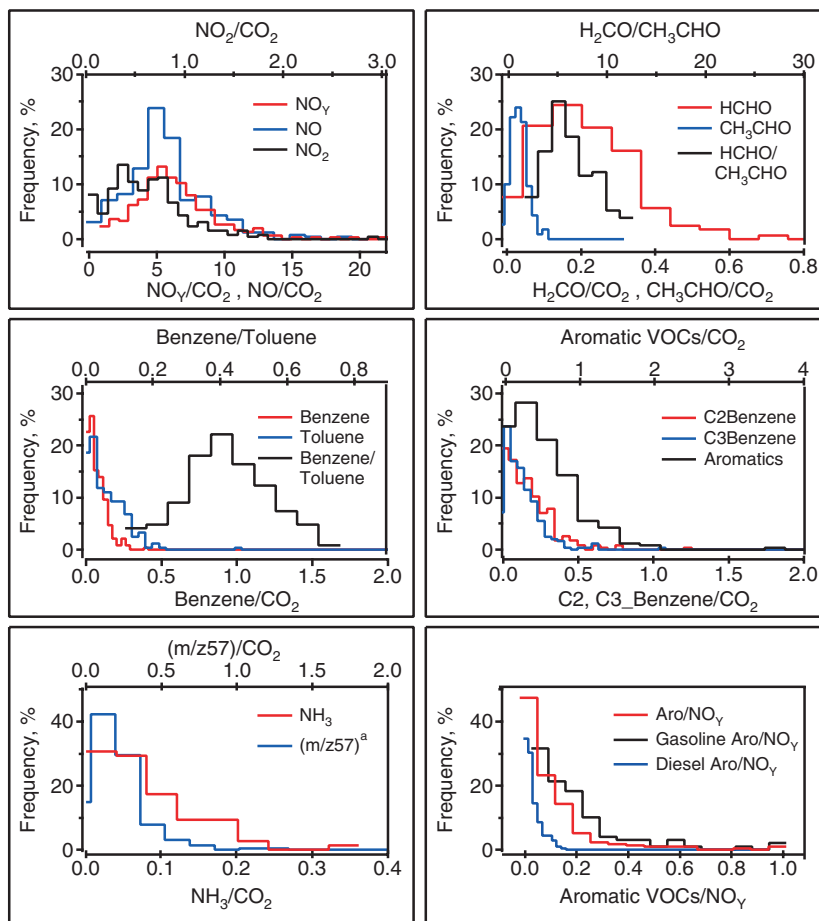 NO₂/CO₂
0.0 1.0 2.0 3.0
30
20
10
0
Frequency, %
NOY
NO
NO₂
0 5 10 15 20
NOY/CO₂ , NO/CO₂
H₂CO/CH₃CHO
0 10 20 30
30
20
10
0
Frequency, %
HCHO
CH₃CHO
HCHO/
CH₃CHO
0.0 0.2 0.4 0.6 0.8
H₂CO/CO₂ , CH₃CHO/CO₂
Benzene/Toluene
0.0 0.2 0.4 0.6 0.8
30
20
10
0
Frequency, %
Benzene
Toluene
Benzene/
Toluene
0.0 0.5 1.0 1.5 2.0
Benzene/CO₂
Aromatic VOCs/CO₂
0 1 2 3 4
30
20
10
0
Frequency, %
C2Benzene
C3Benzene
Aromatics
0.0 0.5 1.0 1.5 2.0
C2, C3_Benzene/CO₂
(m/z57)/CO₂
0.0 0.5 1.0 1.5 2.0
40
20
0
Frequency, %
NH₃
(m/z57)ᵃ
0.0 0.1 0.2 0.3 0.4
NH₃/CO₂
40
20
0
Frequency, %
Aro/NOY
Gasoline Aro/NOY
Diesel Aro/NOY
0.0 0.2 0.4 0.6 0.8 1.0
Aromatic VOCs/NOY